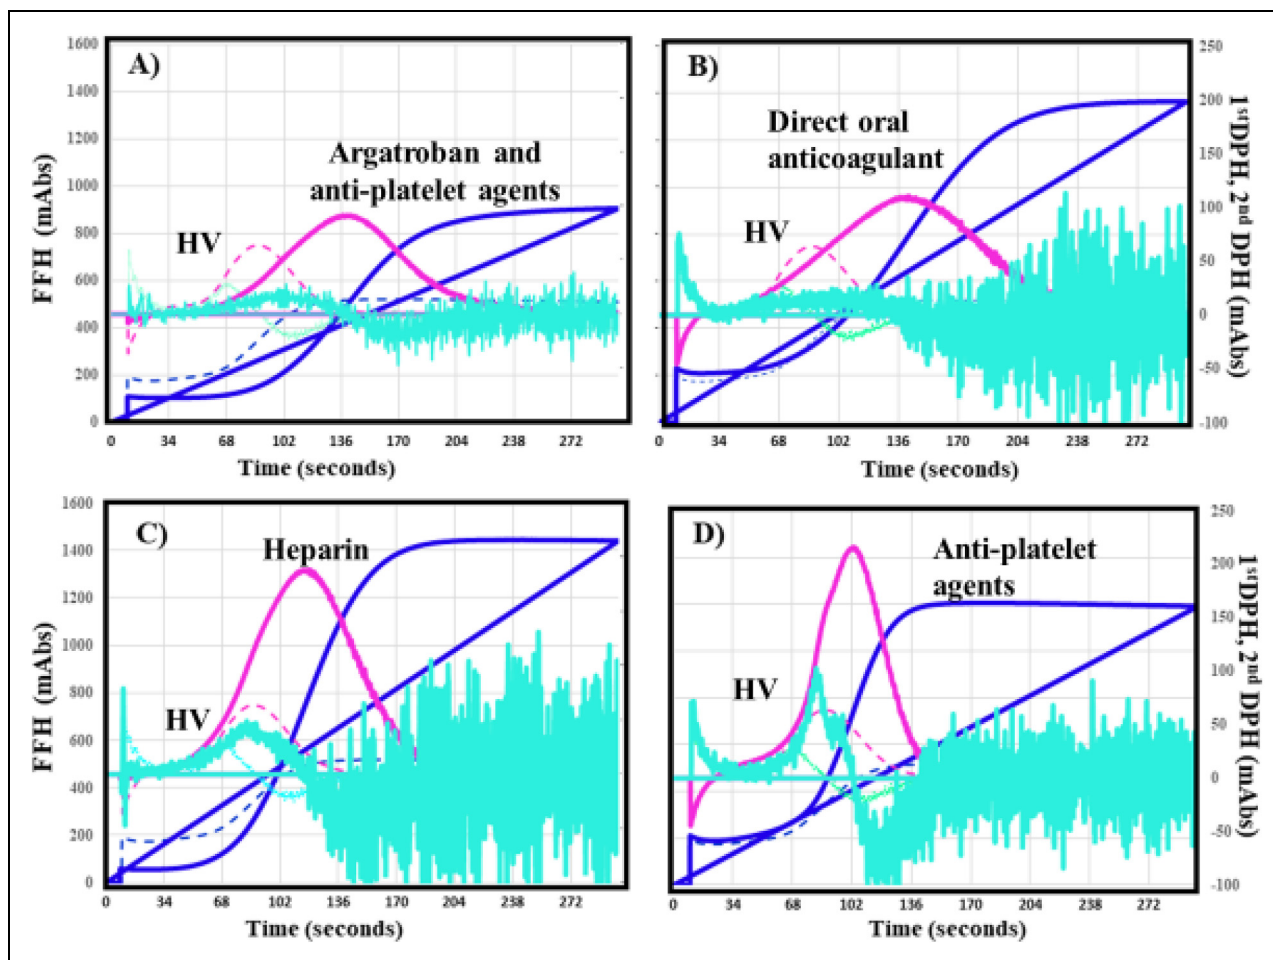 A)
Argatroban and
anti-platelet agents
HV
FFH (mAbs)
1600
1400
1200
1000
800
600
400
200
0
0 34 68 102 136 170 204 238 272
Time (seconds)
B)
Direct oral
anticoagulant
HV
250
200
150
100
50
0
-50
-100
1stDPH, 2nd DPH (mAbs)
0 34 68 102 136 170 204 238 272
Time (seconds)
C)
Heparin
HV
FFH (mAbs)
1600
1400
1200
1000
800
600
400
200
0
0 34 68 102 136 170 204 238 272
Time (seconds)
D)
Anti-platelet
agents
HV
250
200
150
100
50
0
-50
-100
1stDPH, 2nd DPH (mAbs)
0 34 68 102 136 170 204 238 272
Time (seconds)